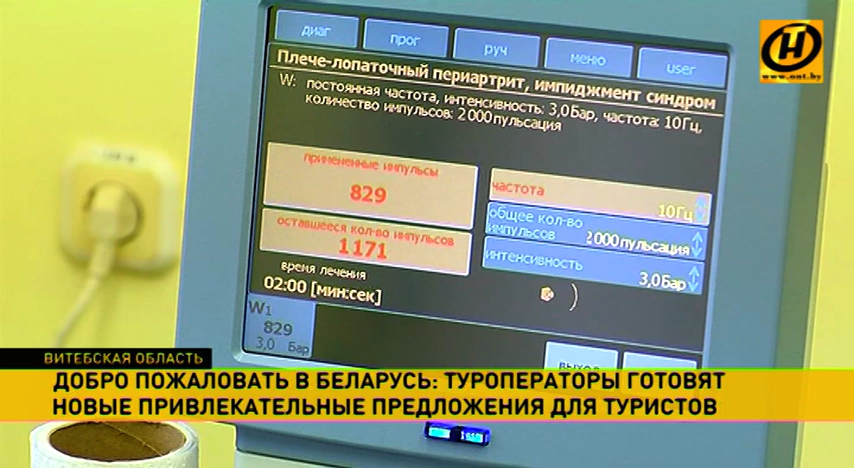 диаг
прог
руч
меню
user
www.ont.by
Плече-лопаточный периартрит, импиджмент синдром
W: постоянная частота, интенсивность: 3,0Бар, частота: 10Гц,
количество импульсов: 2000пульсация
примененные импульсы
829
частота
10Гц
оставшееся кол-во импульсов
1171
общее кол-во
импульсов 2000пульсация
интенсивность
3,0Бар
время лечения
02:00 [мин:сек]
W1
829
3,0 Бар
выход
ВИТЕБСКАЯ ОБЛАСТЬ
ДОБРО ПОЖАЛОВАТЬ В БЕЛАРУСЬ: ТУРОПЕРАТОРЫ ГОТОВЯТ
НОВЫЕ ПРИВЛЕКАТЕЛЬНЫЕ ПРЕДЛОЖЕНИЯ ДЛЯ ТУРИСТОВ